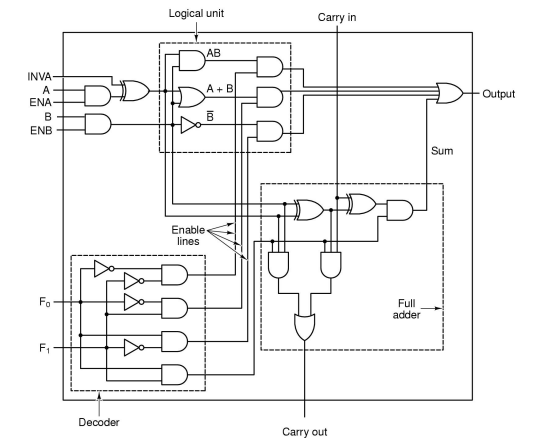 Logical unit
Carry in
AB
INVA
A
ENA
A + B
Output
B
ENB
B̅
Sum
Enable
lines
F₀
Full
adder
F₁
Decoder
Carry out